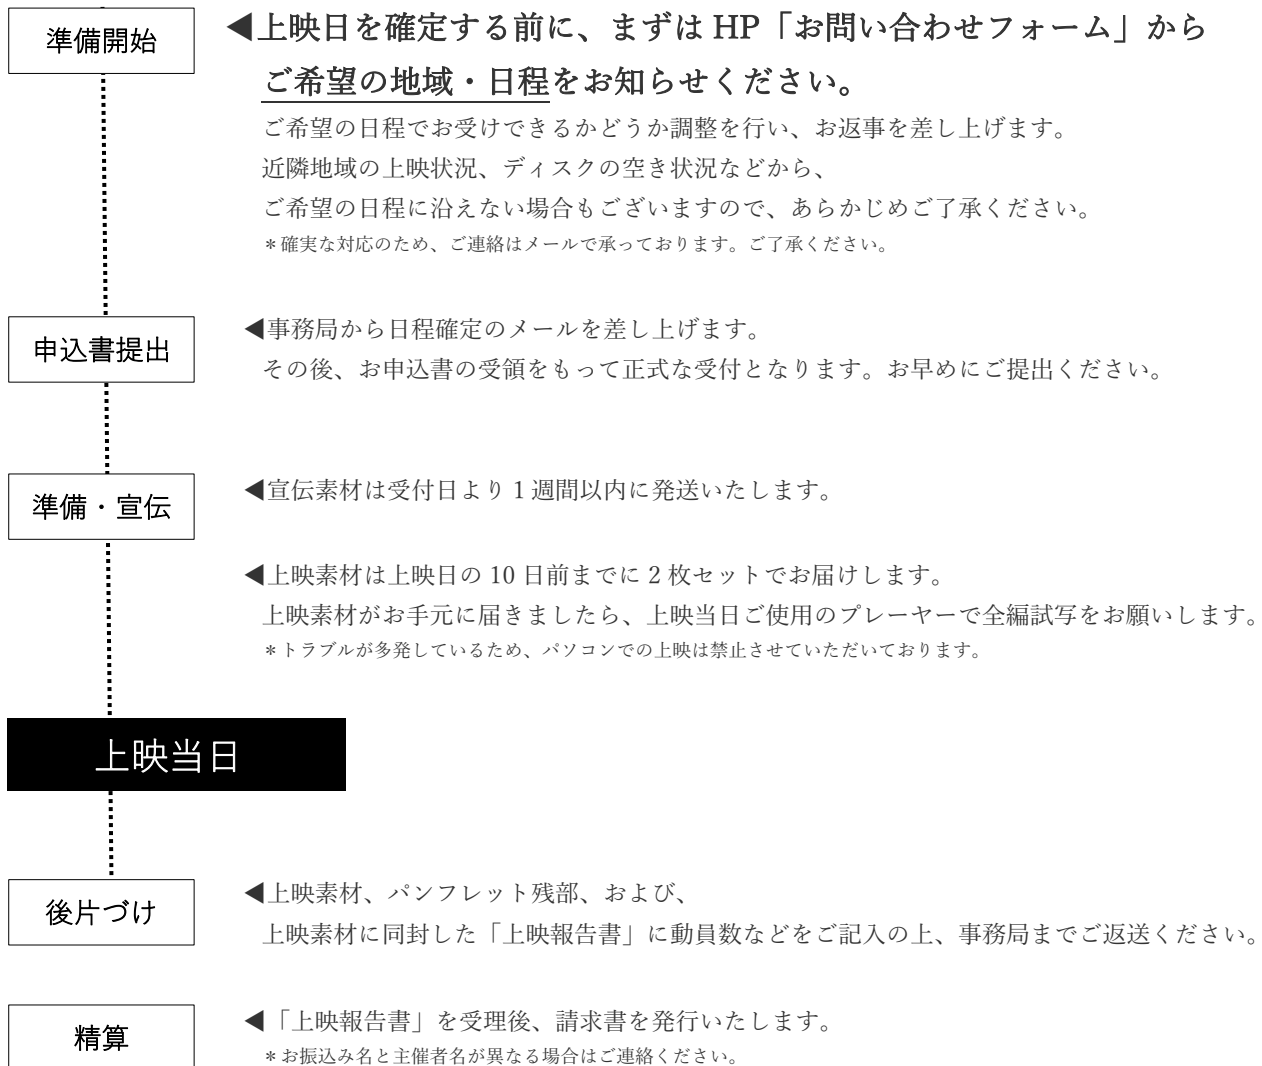 準備開始
◀上映日を確定する前に、まずは HP「お問い合わせフォーム」から
ご希望の地域・日程をお知らせください。
ご希望の日程でお受けできるかどうか調整を行い、お返事を差し上げます。
近隣地域の上映状況、ディスクの空き状況などから、
ご希望の日程に沿えない場合もございますので、あらかじめご了承ください。
＊確実な対応のため、ご連絡はメールで承っております。ご了承ください。
申込書提出
◀事務局から日程確定のメールを差し上げます。
その後、お申込書の受領をもって正式な受付となります。お早めにご提出ください。
準備・宣伝
◀宣伝素材は受付日より 1 週間以内に発送いたします。
◀上映素材は上映日の 10 日前までに 2 枚セットでお届けします。
上映素材がお手元に届きましたら、上映当日ご使用のプレーヤーで全編試写をお願いします。
＊トラブルが多発しているため、パソコンでの上映は禁止させていただいております。
上映当日
後片づけ
◀上映素材、パンフレット残部、および、
上映素材に同封した「上映報告書」に動員数などをご記入の上、事務局までご返送ください。
精算
◀「上映報告書」を受理後、請求書を発行いたします。
＊お振込み名と主催者名が異なる場合はご連絡ください。